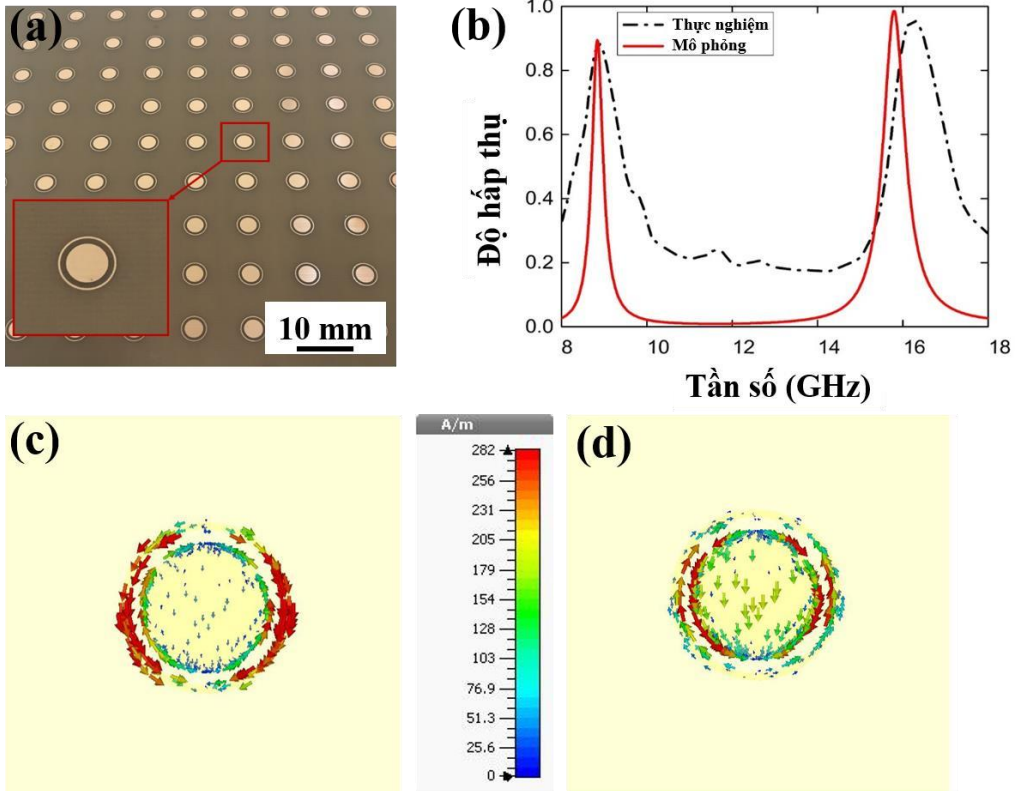 (a)
10 mm
(b)
Thực nghiệm
Mô phỏng
Độ hấp thụ
1.0
0.8
0.6
0.4
0.2
0.0
8
10
12
14
16
18
Tần số (GHz)
(c)
A/m
282
256
231
205
179
154
128
103
76.9
51.3
25.6
0
(d)